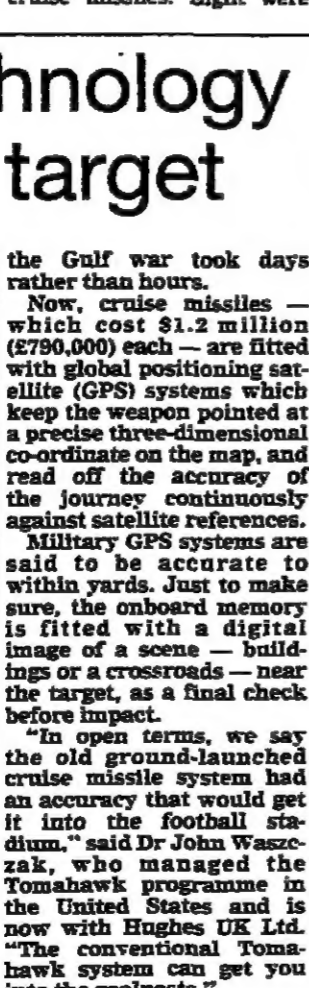 cruise missiles. Eight were
hnology
target
the Gulf war took days
rather than hours.
Now, cruise missiles —
which cost $1.2 million
(£790,000) each — are fitted
with global positioning sat-
ellite (GPS) systems which
keep the weapon pointed at
a precise three-dimensional
co-ordinate on the map, and
read off the accuracy of
the journey continuously
against satellite references.
Military GPS systems are
said to be accurate to
within yards. Just to make
sure, the onboard memory
is fitted with a digital
image of a scene — build-
ings or a crossroads — near
the target, as a final check
before impact.
"In open terms, we say
the old ground-launched
cruise missile system had
an accuracy that would get
it into the football sta-
dium," said Dr John Waszc-
zak, who managed the
Tomahawk programme in
the United States and is
now with Hughes UK Ltd.
"The conventional Toma-
hawk system can get you
into the goalposts."